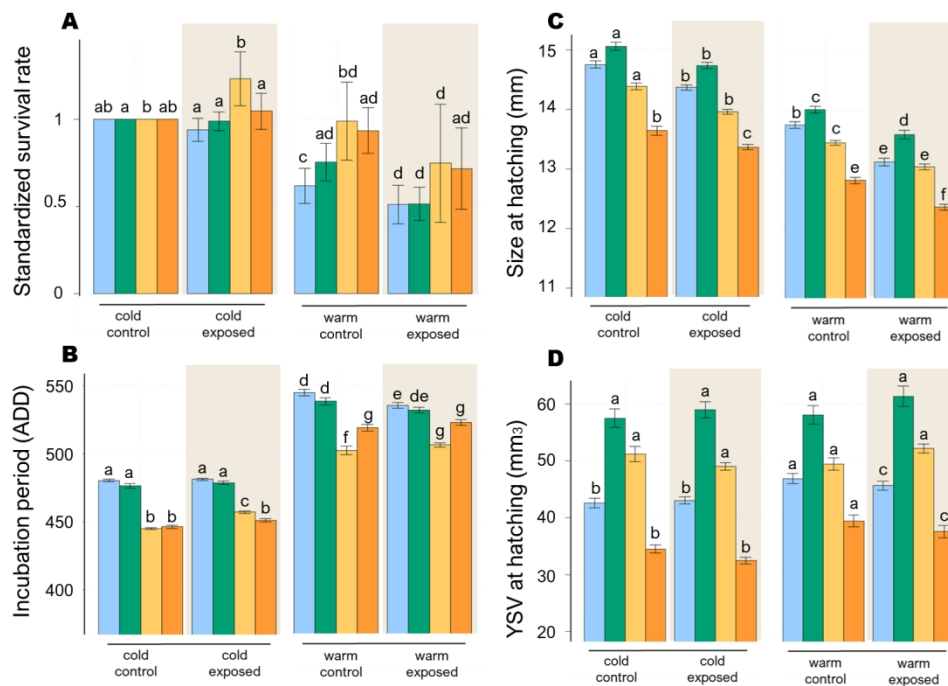 A
Standardized survival rate
1
0.5
0
ab a b ab
a a b a
c ad bd ad
d d d ad
cold control
cold exposed
warm control
warm exposed
B
Incubation period (ADD)
550
500
450
400
a a b b
a a c b
d d f g
e de g g
cold control
cold exposed
warm control
warm exposed
C
Size at hatching (mm)
15
14
13
12
11
a a a b
b b b c
b c c e
e d e f
cold control
cold exposed
warm control
warm exposed
D
YSV at hatching (mm3)
60
50
40
30
20
b a a b
b a a b
a a a a
c a a c
cold control
cold exposed
warm control
warm exposed